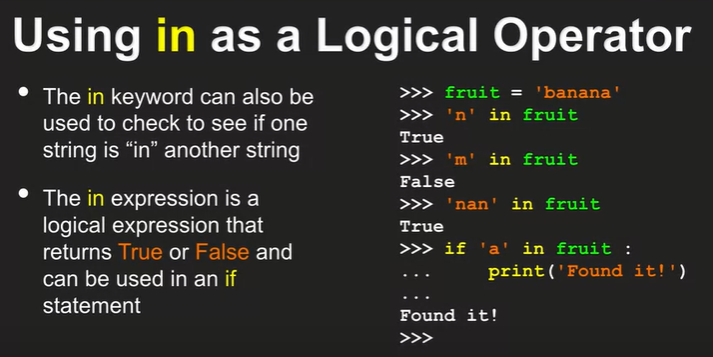 Using in as a Logical Operator
• The in keyword can also be
used to check to see if one
string is “in” another string
• The in expression is a
logical expression that
returns True or False and
can be used in an if
statement
>>> fruit = 'banana'
>>> 'n' in fruit
True
>>> 'm' in fruit
False
>>> 'nan' in fruit
True
>>> if 'a' in fruit :
...     print('Found it!')
...
Found it!
>>>